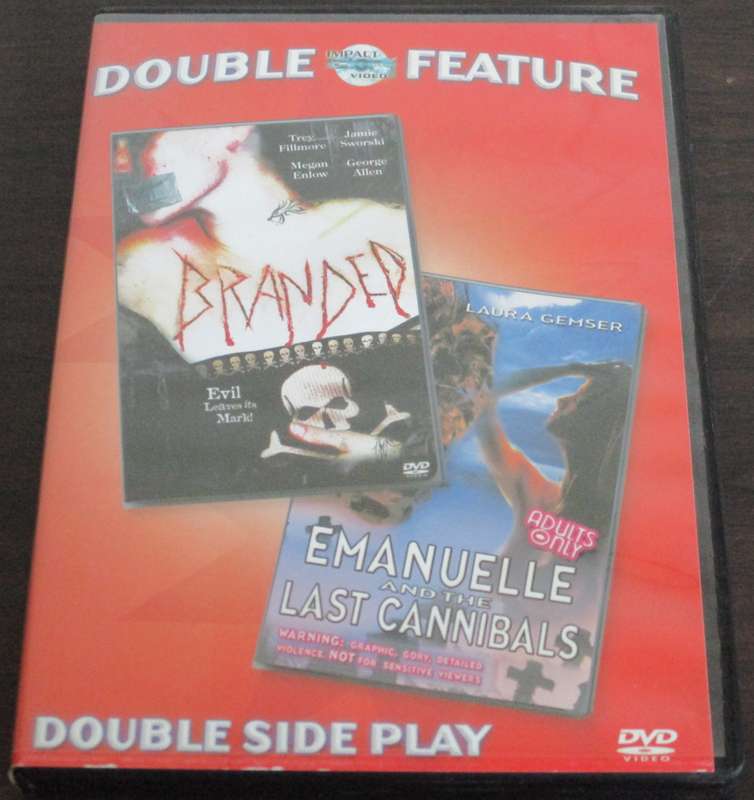 DOUBLE FEATURE
IMPACT
VIDEO
Trey Fillmore
Jamie Sworski
Megan Enlow
George Allen
BRANDED
Evil
Leaves its
Mark!
DVD
LAURA GEMSER
ADULTS
ONLY
EMANUELLE
AND THE
LAST CANNIBALS
WARNING: GRAPHIC, GORY, DETAILED
VIOLENCE. NOT FOR SENSITIVE VIEWERS
DOUBLE SIDE PLAY
DVD
VIDEO